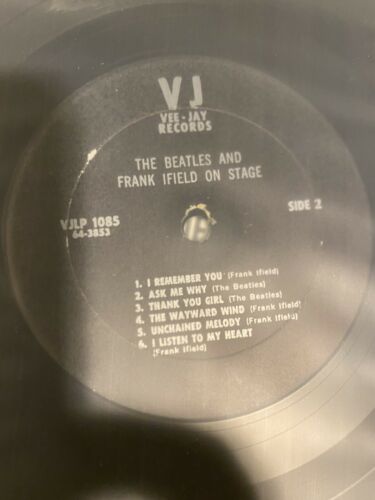 VJ
VEE-JAY
RECORDS
THE BEATLES AND
FRANK IFIELD ON STAGE
VJLP 1085
64-3853
SIDE 2
1. I REMEMBER YOU (Frank Ifield)
2. ASK ME WHY (The Beatles)
3. THANK YOU GIRL (The Beatles)
4. THE WAYWARD WIND (Frank Ifield)
5. UNCHAINED MELODY (Frank Ifield)
6. I LISTEN TO MY HEART
(Frank Ifield)